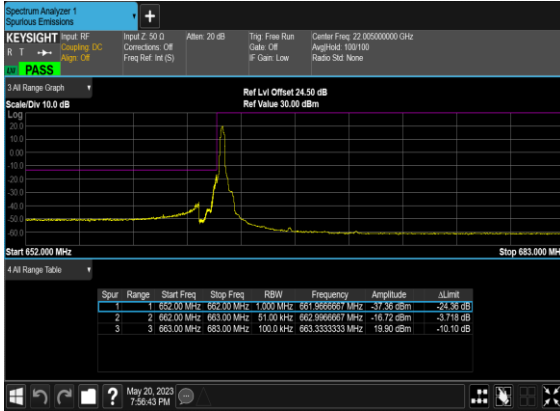 Spectrum Analyzer 1
Spurious Emissions
+
KEYSIGHT Input: RF Input Z: 50 Ω Atten: 20 dB Trig: Free Run Center Freq: 22.005000000 GHz
R T Coupling: DC Corrections: Off Gate: Off Avg|Hold: 100/100
Align: Off Freq Ref: Int (S) IF Gain: Low Radio Std: None
PASS
3 All Range Graph
Ref Lvl Offset 24.50 dB
Scale/Div 10.0 dB Ref Value 30.00 dBm
Log
20.0
10.0
0.00
-10.0
-20.0
-30.0
-40.0
-50.0
-60.0
Start 652.000 MHz Stop 683.000 MHz
4 All Range Table
Spur Range Start Freq Stop Freq RBW Frequency Amplitude ΔLimit
1 1 652.00 MHz 662.00 MHz 1.000 MHz 661.9666667 MHz -37.36 dBm -24.36 dB
2 2 662.00 MHz 663.00 MHz 51.00 kHz 662.9966667 MHz -16.72 dBm -3.718 dB
3 3 663.00 MHz 683.00 MHz 100.0 kHz 663.3333333 MHz 19.90 dBm -10.10 dB
? May 20, 2023
7:56:43 PM